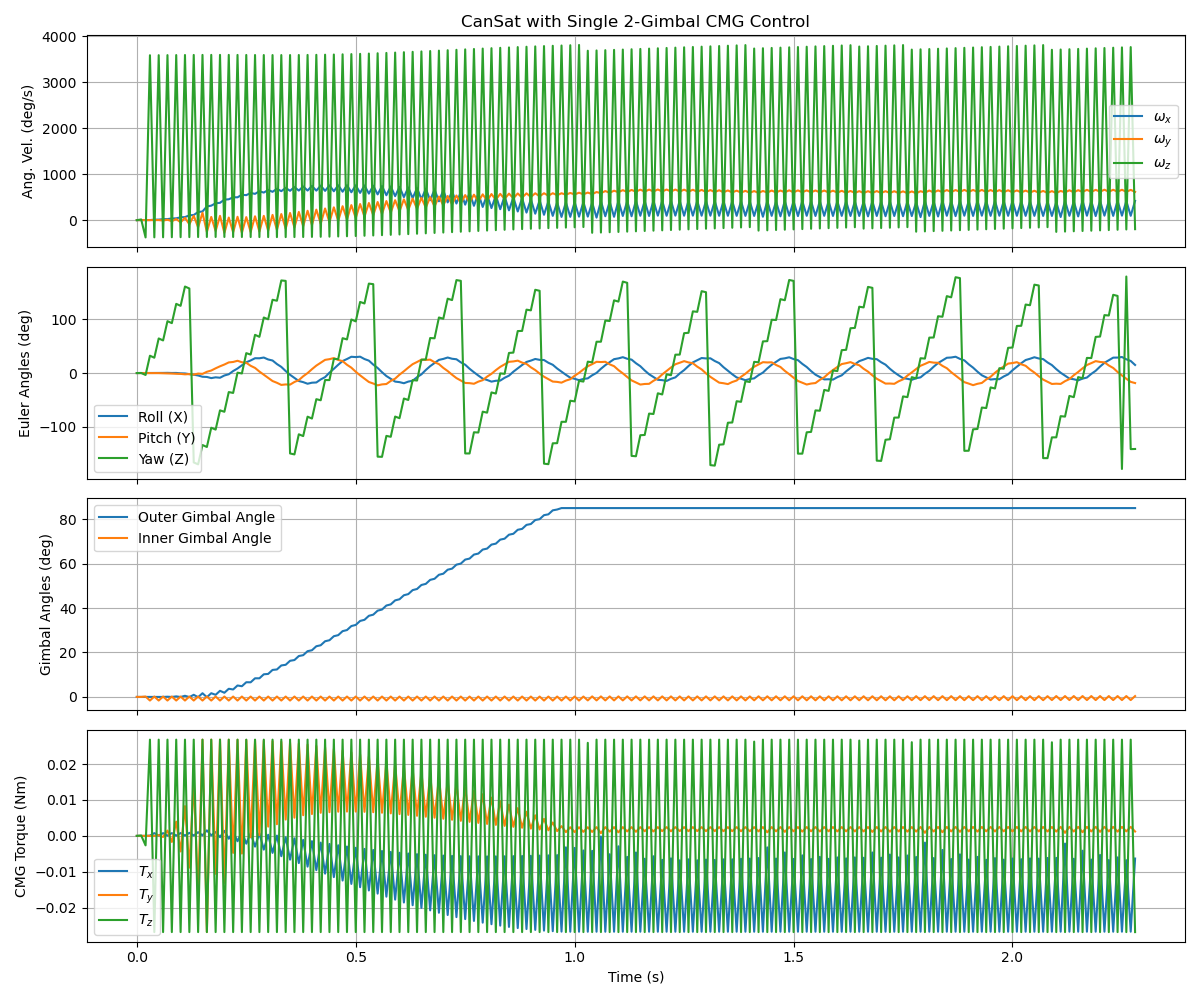 CanSat with Single 2-Gimbal CMG Control
Ang. Vel. (deg/s)
4000
3000
2000
1000
0
ωx
ωy
ωz
Euler Angles (deg)
100
0
−100
Roll (X)
Pitch (Y)
Yaw (Z)
Gimbal Angles (deg)
80
60
40
20
0
Outer Gimbal Angle
Inner Gimbal Angle
CMG Torque (Nm)
0.02
0.01
0.00
−0.01
−0.02
Tx
Ty
Tz
0.0 0.5 1.0 1.5 2.0
Time (s)